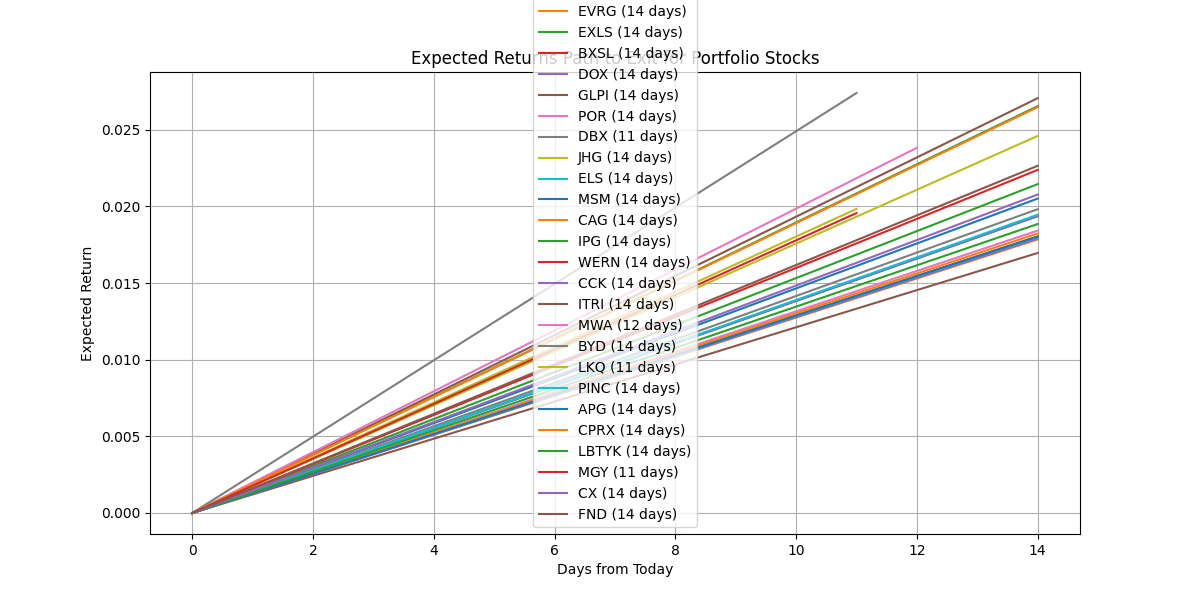 Expected Returns Path to Exit for Portfolio Stocks
EVRG (14 days)
EXLS (14 days)
BXSL (14 days)
DOX (14 days)
GLPI (14 days)
POR (14 days)
DBX (11 days)
JHG (14 days)
ELS (14 days)
MSM (14 days)
CAG (14 days)
IPG (14 days)
WERN (14 days)
CCK (14 days)
ITRI (14 days)
MWA (12 days)
BYD (14 days)
LKQ (11 days)
PINC (14 days)
APG (14 days)
CPRX (14 days)
LBTYK (14 days)
MGY (11 days)
CX (14 days)
FND (14 days)
Expected Return
0.025
0.020
0.015
0.010
0.005
0.000
0
2
4
6
8
10
12
14
Days from Today